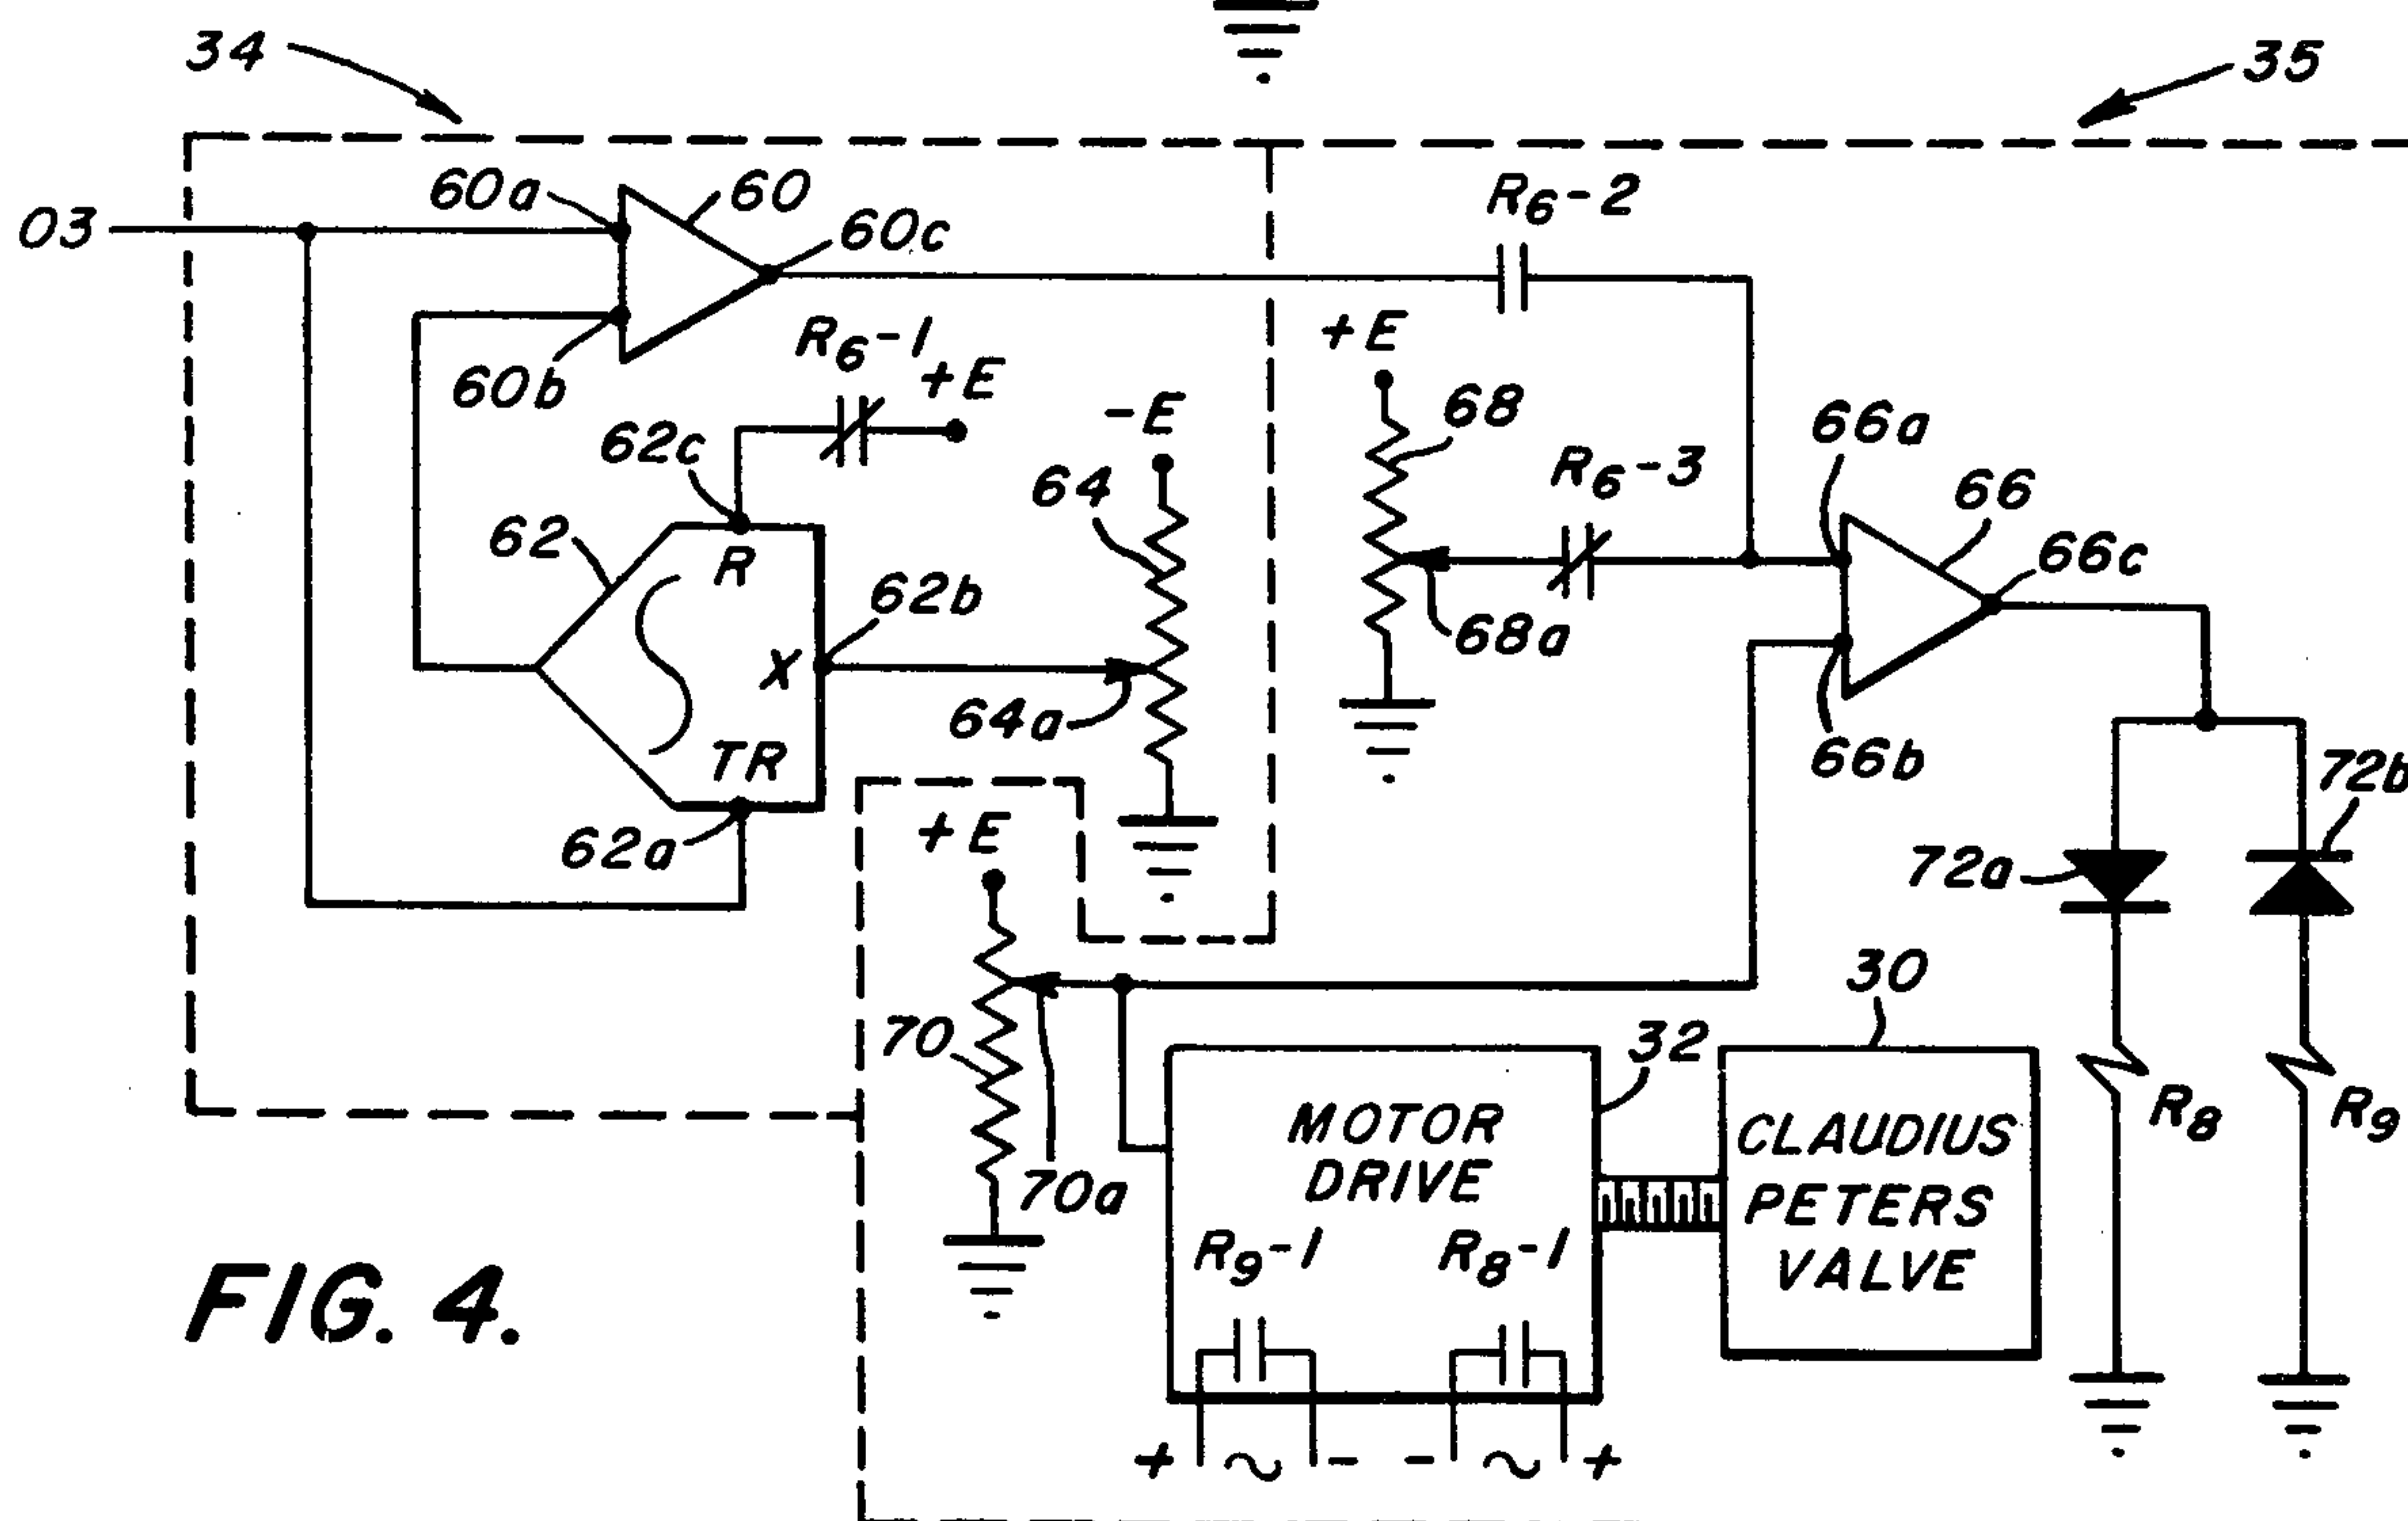 34
35
60a
60
60c
R6-2
03
+E
R6-1
+E
60b
-E
68
66a
62c
64
R6-3
66
66c
62
R
62b
68a
X
64a
66b
72b
TR
62a
+E
72a
30
70
32
MOTOR DRIVE
CLAUDIUS PETERS VALVE
R8
R9
70a
R9-1
R8-1
FIG. 4.
+ ~ - - ~ +